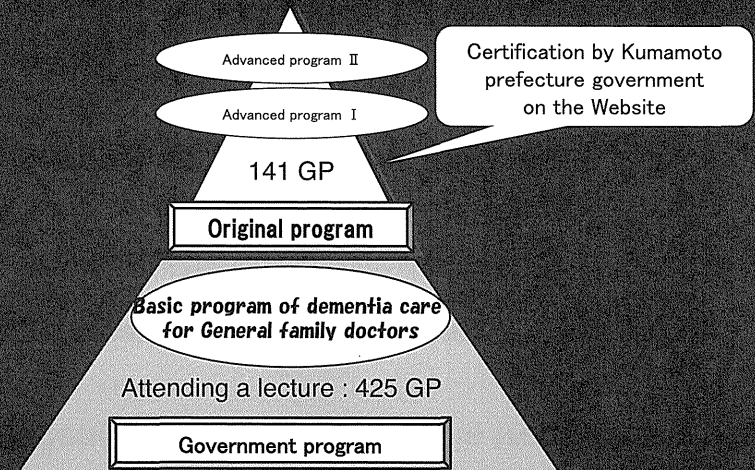 Advanced program Ⅱ
Certification by Kumamoto
prefecture government
on the Website
Advanced program Ⅰ
141 GP
Original program
Basic program of dementia care
for General family doctors
Attending a lecture : 425 GP
Government program